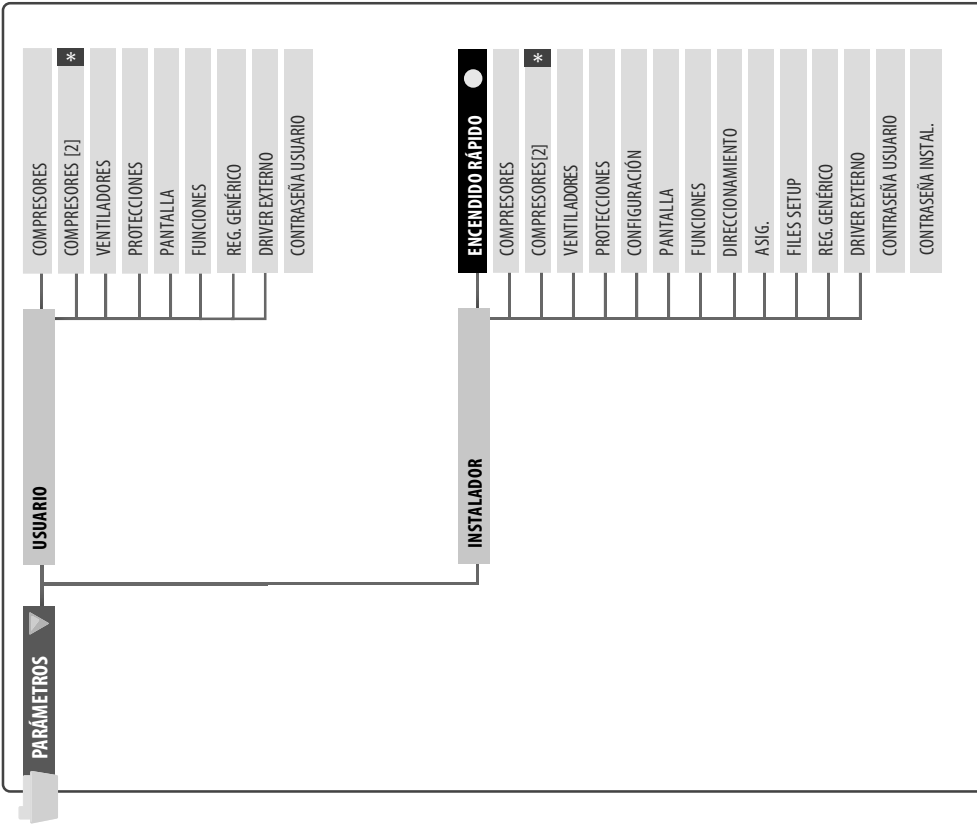 PARÁMETROS
USUARIO
COMPRESORES
COMPRESORES [2] *
VENTILADORES
PROTECCIONES
PANTALLA
FUNCIONES
REG. GENÉRICO
DRIVER EXTERNO
CONTRASEÑA USUARIO
INSTALADOR
ENCENDIDO RÁPIDO
COMPRESORES
COMPRESORES[2] *
VENTILADORES
PROTECCIONES
CONFIGURACIÓN
PANTALLA
FUNCIONES
DIRECCIONAMIENTO
ASIG.
FILES SETUP
REG. GENÉRICO
DRIVER EXTERNO
CONTRASEÑA USUARIO
CONTRASEÑA INSTAL.